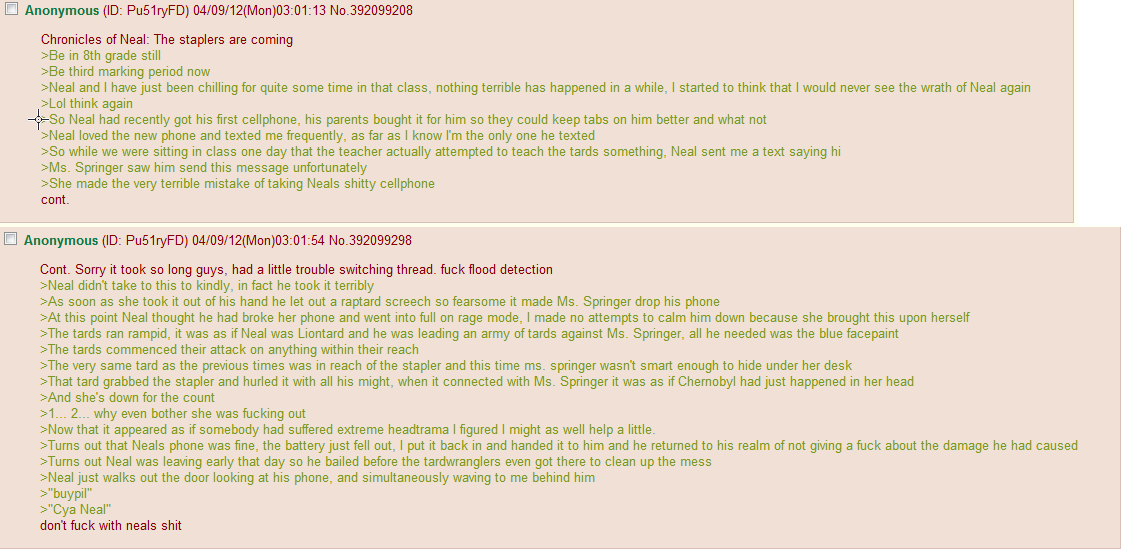 Anonymous (ID: Pu51ryFD) 04/09/12(Mon)03:01:13 No.392099208
Chronicles of Neal: The staplers are coming
>Be in 8th grade still
>Be third marking period now
>Neal and I have just been chilling for quite some time in that class, nothing terrible has happened in a while, I started to think that I would never see the wrath of Neal again
>Lol think again
>So Neal had recently got his first cellphone, his parents bought it for him so they could keep tabs on him better and what not
>Neal loved the new phone and texted me frequently, as far as I know I'm the only one he texted
>So while we were sitting in class one day that the teacher actually attempted to teach the tards something, Neal sent me a text saying hi
>Ms. Springer saw him send this message unfortunately
>She made the very terrible mistake of taking Neals shitty cellphone
cont.
Anonymous (ID: Pu51ryFD) 04/09/12(Mon)03:01:54 No.392099298
Cont. Sorry it took so long guys, had a little trouble switching thread. fuck flood detection
>Neal didn't take to this to kindly, in fact he took it terribly
>As soon as she took it out of his hand he let out a raptard screech so fearsome it made Ms. Springer drop his phone
>At this point Neal thought he had broke her phone and went into full on rage mode, I made no attempts to calm him down because she brought this upon herself
>The tards ran rampid, it was as if Neal was Liontard and he was leading an army of tards against Ms. Springer, all he needed was the blue facepaint
>The tards commenced their attack on anything within their reach
>The very same tard as the previous times was in reach of the stapler and this time ms. springer wasn't smart enough to hide under her desk
>That tard grabbed the stapler and hurled it with all his might, when it connected with Ms. Springer it was as if Chernobyl had just happened in her head
>And she's down for the count
>1... 2... why even bother she was fucking out
>Now that it appeared as if somebody had suffered extreme headtrama I figured I might as well help a little.
>Turns out that Neals phone was fine, the battery just fell out, I put it back in and handed it to him and he returned to his realm of not giving a fuck about the damage he had caused
>Turns out Neal was leaving early that day so he bailed before the tardwranglers even got there to clean up the mess
>Neal just walks out the door looking at his phone, and simultaneously waving to me behind him
>"buypil"
>"Cya Neal"
don't fuck with neals shit